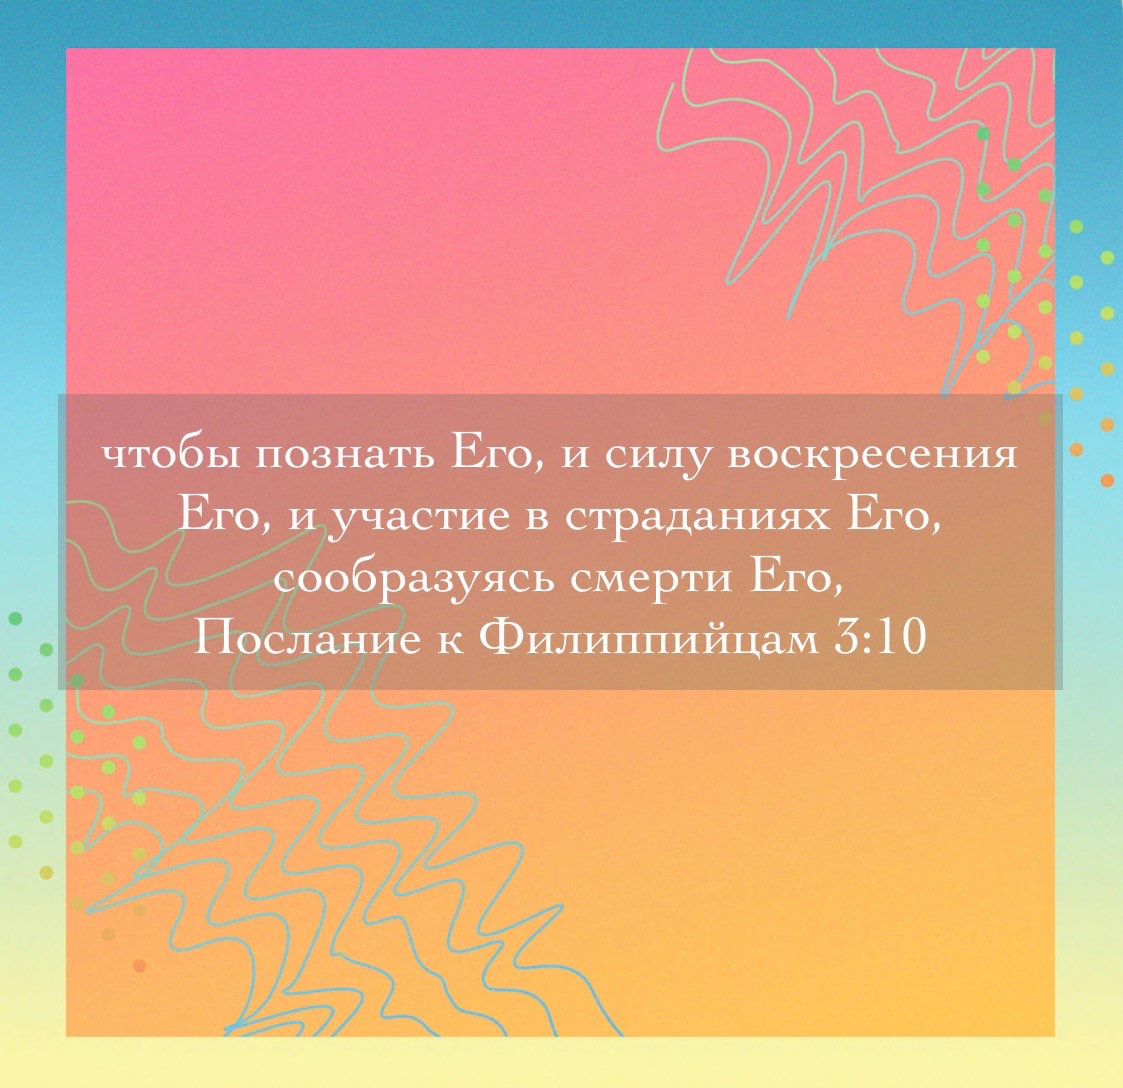 чтобы познать Его, и силу воскресения
Его, и участие в страданиях Его,
сообразуясь смерти Его,
Послание к Филиппийцам 3:10